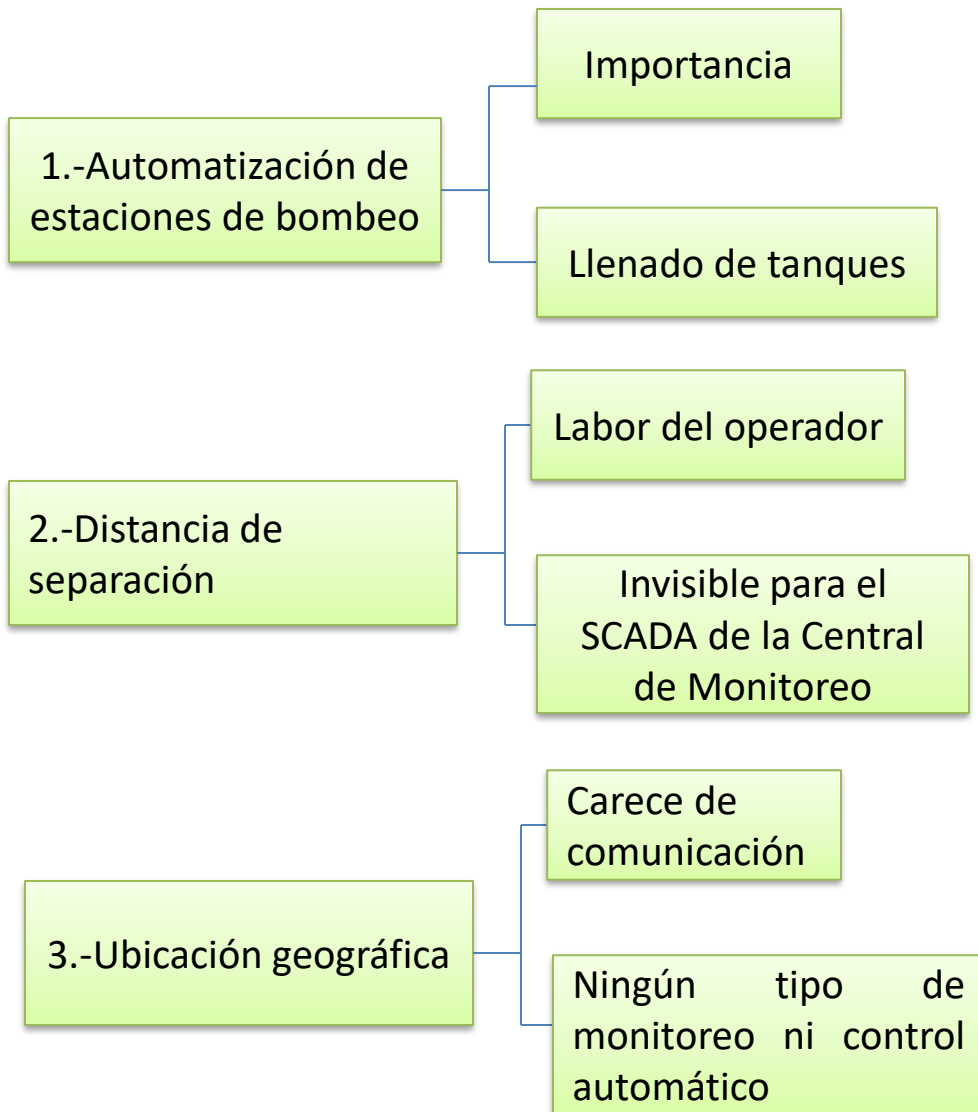 Importancia
1.-Automatización de
estaciones de bombeo
Llenado de tanques
Labor del operador
2.-Distancia de
separación
Invisible para el
SCADA de la Central
de Monitoreo
Carece de
comunicación
3.-Ubicación geográfica
Ningún tipo de
monitoreo ni control
automático